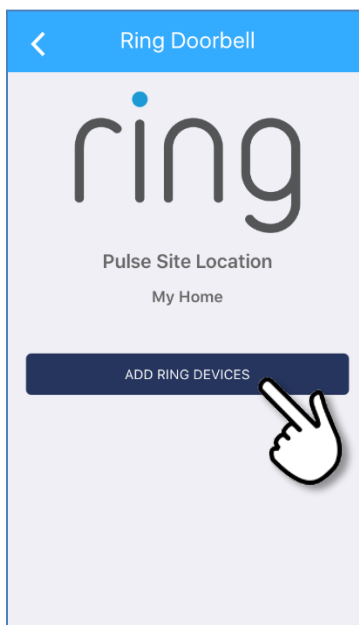 Ring Doorbell
ring
Pulse Site Location
My Home
ADD RING DEVICES